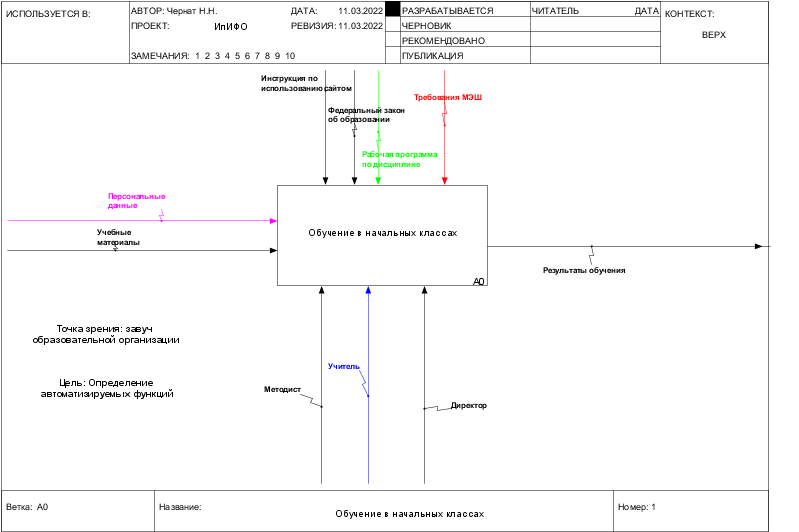 ИСПОЛЬЗУЕТСЯ В:
АВТОР: Чернат Н.Н.
ДАТА: 11.03.2022
РАЗРАБАТЫВАЕТСЯ
ЧИТАТЕЛЬ
ДАТА
КОНТЕКСТ:
ПРОЕКТ: ИпИФО
РЕВИЗИЯ: 11.03.2022
ЧЕРНОВИК
ВЕРХ
РЕКОМЕНДОВАНО
ЗАМЕЧАНИЯ: 1 2 3 4 5 6 7 8 9 10
ПУБЛИКАЦИЯ
Инструкция по
использованию сайтом
Требования МЭШ
Федеральный закон
об образовании
Рабочая программа
по дисциплине
Персональные
данные
Учебные
материалы
Обучение в начальных классах
A0
Результаты обучения
Точка зрения: завуч
образовательной организации
Цель: Определение
автоматизируемых функций
Учитель
Методист
Директор
Ветка: A0
Название:
Обучение в начальных классах
Номер: 1